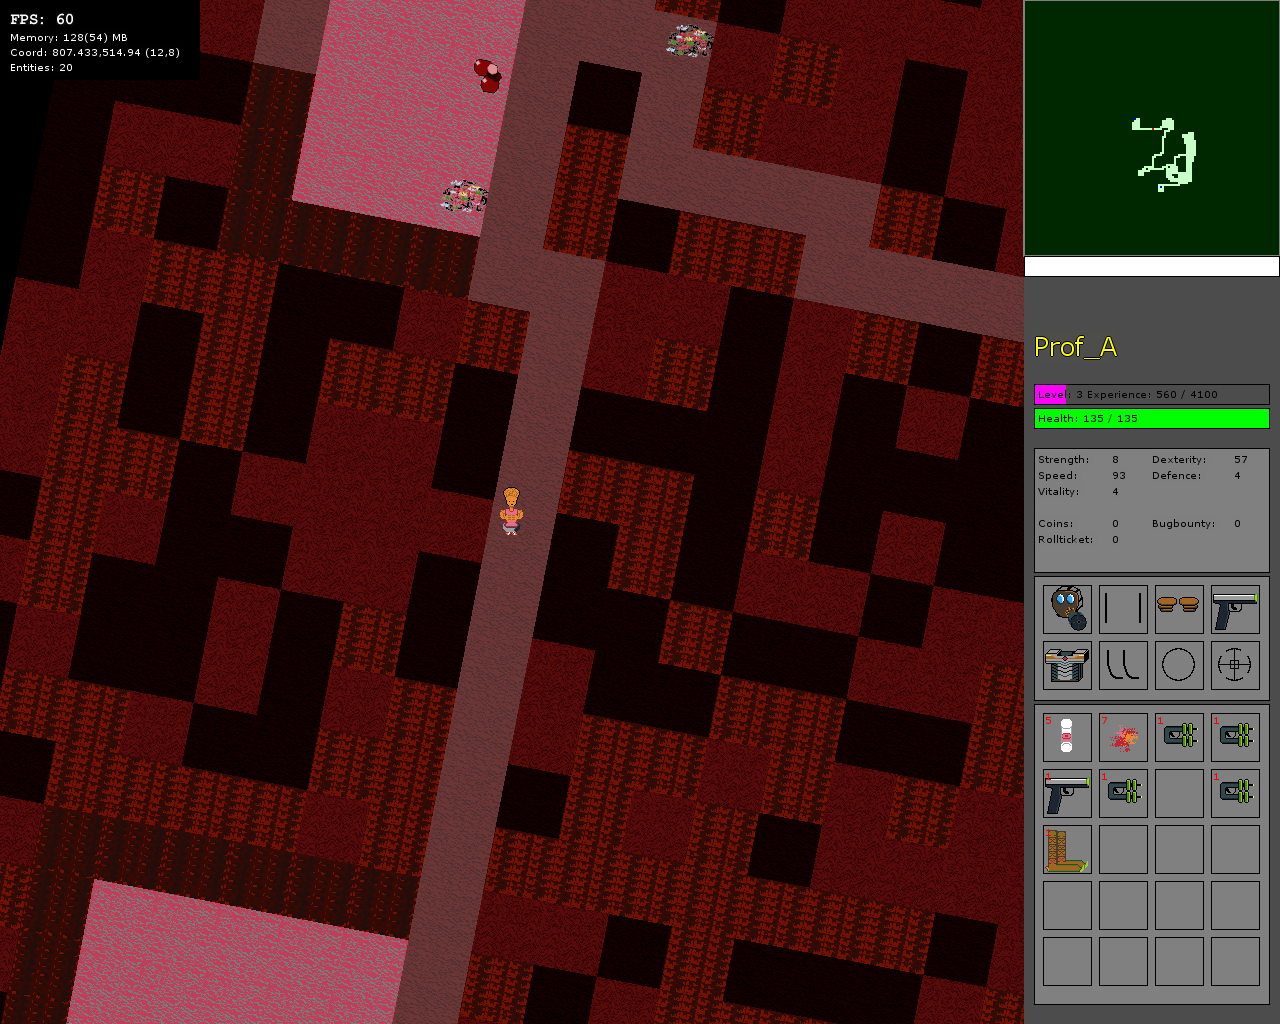 FPS: 60
Memory: 128(54) MB
Coord: 807.433,514.94 (12,8)
Entities: 20
Prof_A
Level: 3 Experience: 560 / 4100
Health: 135 / 135
Strength: 8 Dexterity: 57
Speed: 93 Defence: 4
Vitality: 4
Coins: 0 Bugbounty: 0
Rollticket: 0
5 7 1 1
1 1 1
1